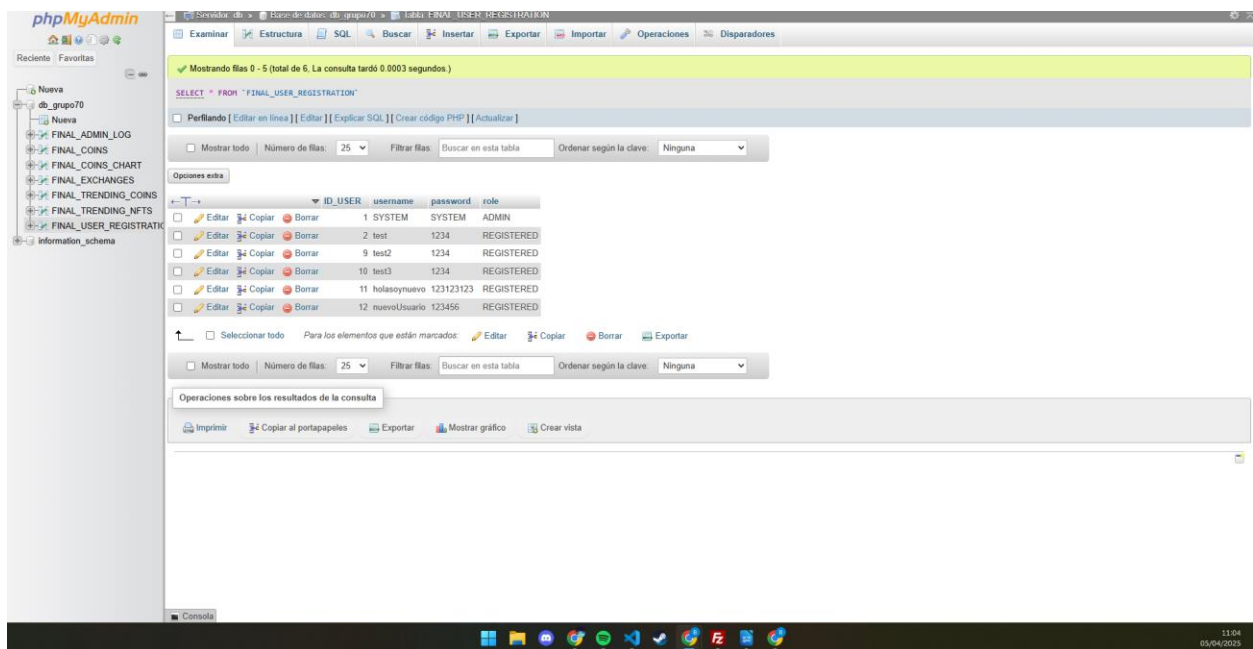 phpMyAdmin
Reciente Favoritas
Nueva
db_grupo70
Nueva
FINAL_ADMIN_LOG
FINAL_COINS
FINAL_COINS_CHART
FINAL_EXCHANGES
FINAL_TRENDING_COINS
FINAL_TRENDING_NFTS
FINAL_USER_REGISTRATIO
information_schema
Servidor: db » Base de datos: db_grupo70 » Tabla: FINAL_USER_REGISTRATION
Examinar Estructura SQL Buscar Insertar Exportar Importar Operaciones Disparadores
Mostrando filas 0 - 5 (total de 6, La consulta tardó 0.0003 segundos.)
SELECT * FROM `FINAL_USER_REGISTRATION`
Perfilando [ Editar en línea ] [ Editar ] [ Explicar SQL ] [ Crear código PHP ] [ Actualizar ]
Mostrar todo | Número de filas: 25 Filtrar filas: Buscar en esta tabla Ordenar según la clave: Ninguna
Opciones extra
←T→ ID_USER username password role
Editar Copiar Borrar 1 SYSTEM SYSTEM ADMIN
Editar Copiar Borrar 2 test 1234 REGISTERED
Editar Copiar Borrar 9 test2 1234 REGISTERED
Editar Copiar Borrar 10 test3 1234 REGISTERED
Editar Copiar Borrar 11 holasoynuevo 123123123 REGISTERED
Editar Copiar Borrar 12 nuevoUsuario 123456 REGISTERED
Seleccionar todo Para los elementos que están marcados: Editar Copiar Borrar Exportar
Mostrar todo | Número de filas: 25 Filtrar filas: Buscar en esta tabla Ordenar según la clave: Ninguna
Operaciones sobre los resultados de la consulta
Imprimir Copiar al portapapeles Exportar Mostrar gráfico Crear vista
Consola
11:04
05/04/2025